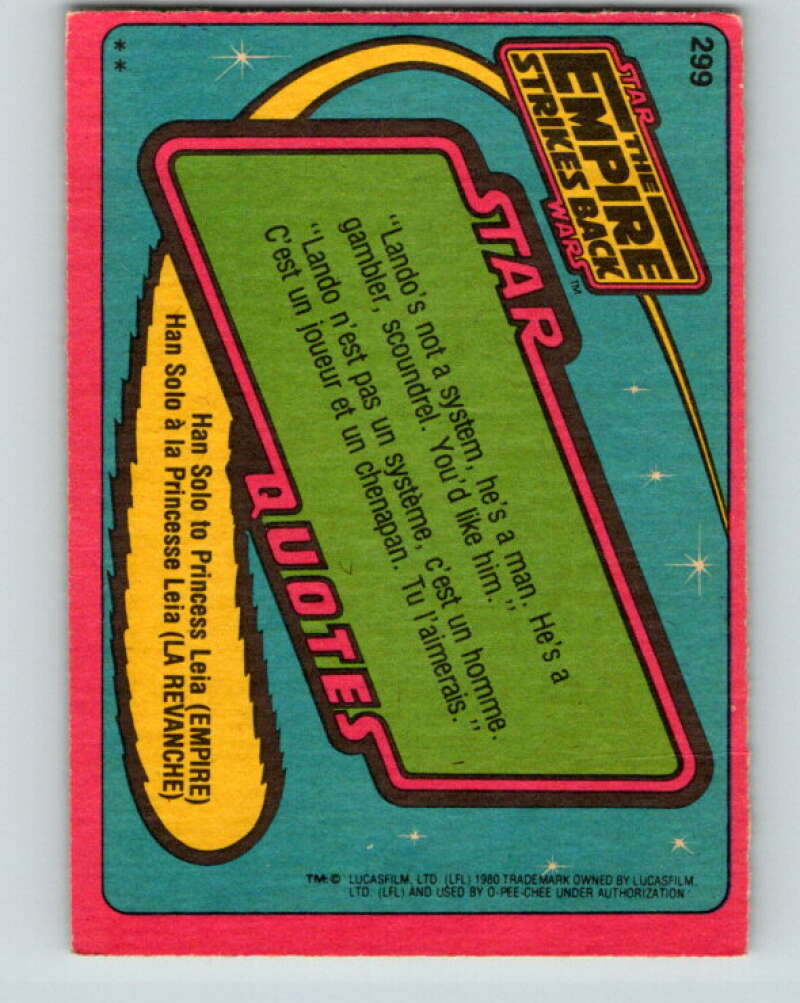 299
STAR
THE
EMPIRE
STRIKES BACK
WARS™
STAR
"Lando's not a system, he's a man. He's a
gambler, scoundrel. You'd like him."
"Lando n'est pas un système, c'est un homme.
C'est un joueur et un chenapan. Tu l'aimerais."
QUOTES
Han Solo to Princess Leia (EMPIRE)
Han Solo à la Princesse Leia (LA REVANCHE)
TM: © LUCASFILM, LTD. (LFL) 1980 TRADEMARK OWNED BY LUCASFILM,
LTD. (LFL) AND USED BY O-PEE-CHEE UNDER AUTHORIZATION
**